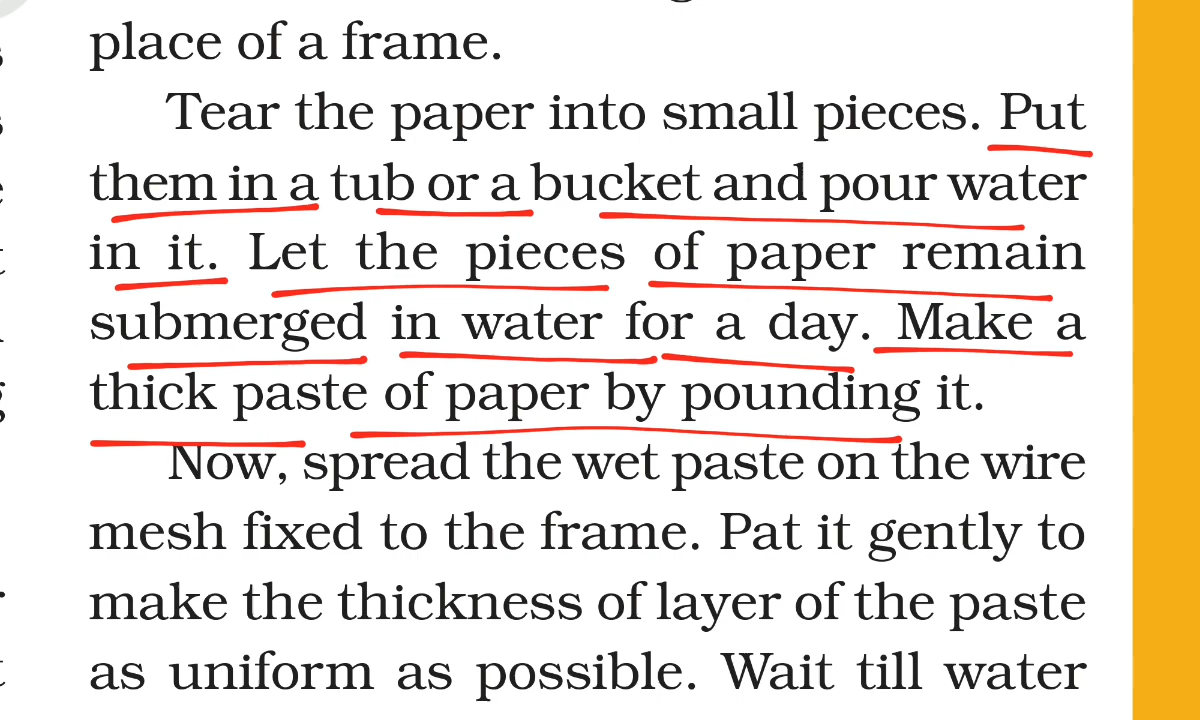 place of a frame.
Tear the paper into small pieces. Put
them in a tub or a bucket and pour water
in it. Let the pieces of paper remain
submerged in water for a day. Make a
thick paste of paper by pounding it.
Now, spread the wet paste on the wire
mesh fixed to the frame. Pat it gently to
make the thickness of layer of the paste
as uniform as possible. Wait till water